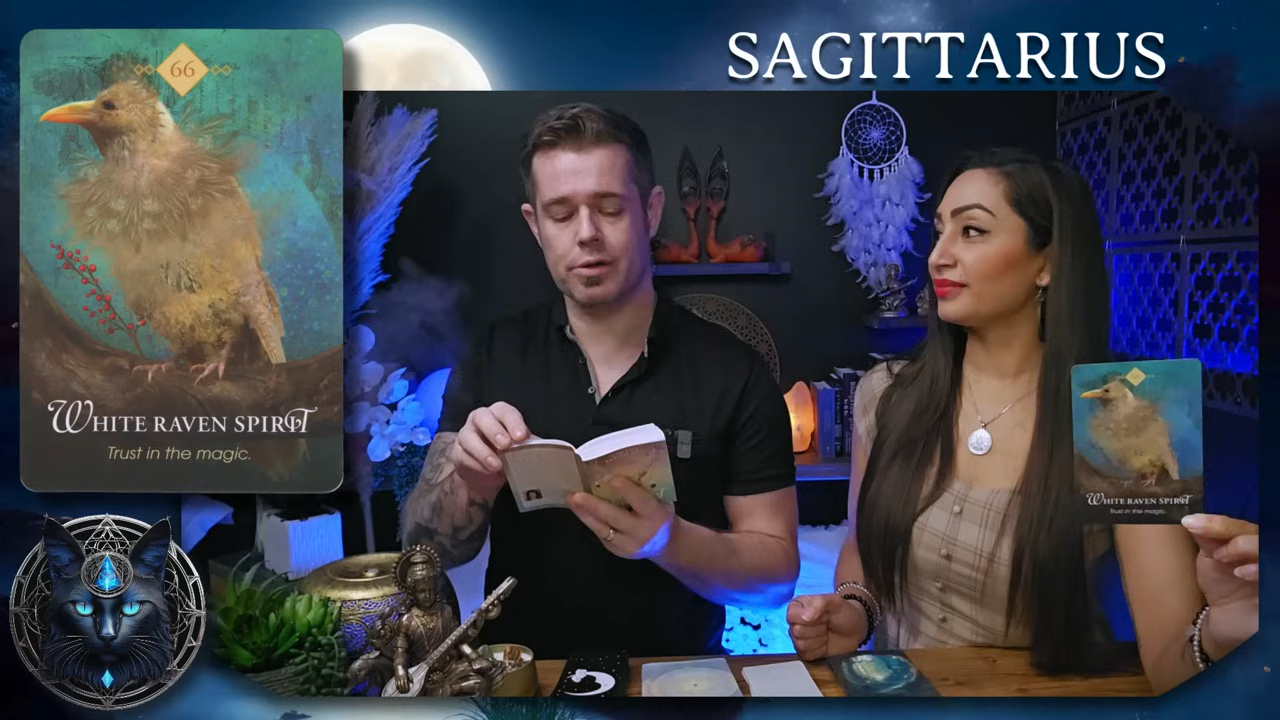 SAGITTARIUS
66
WHITE RAVEN SPIRIT
Trust in the magic.
WHITE RAVEN SPIRIT
Trust in the magic.